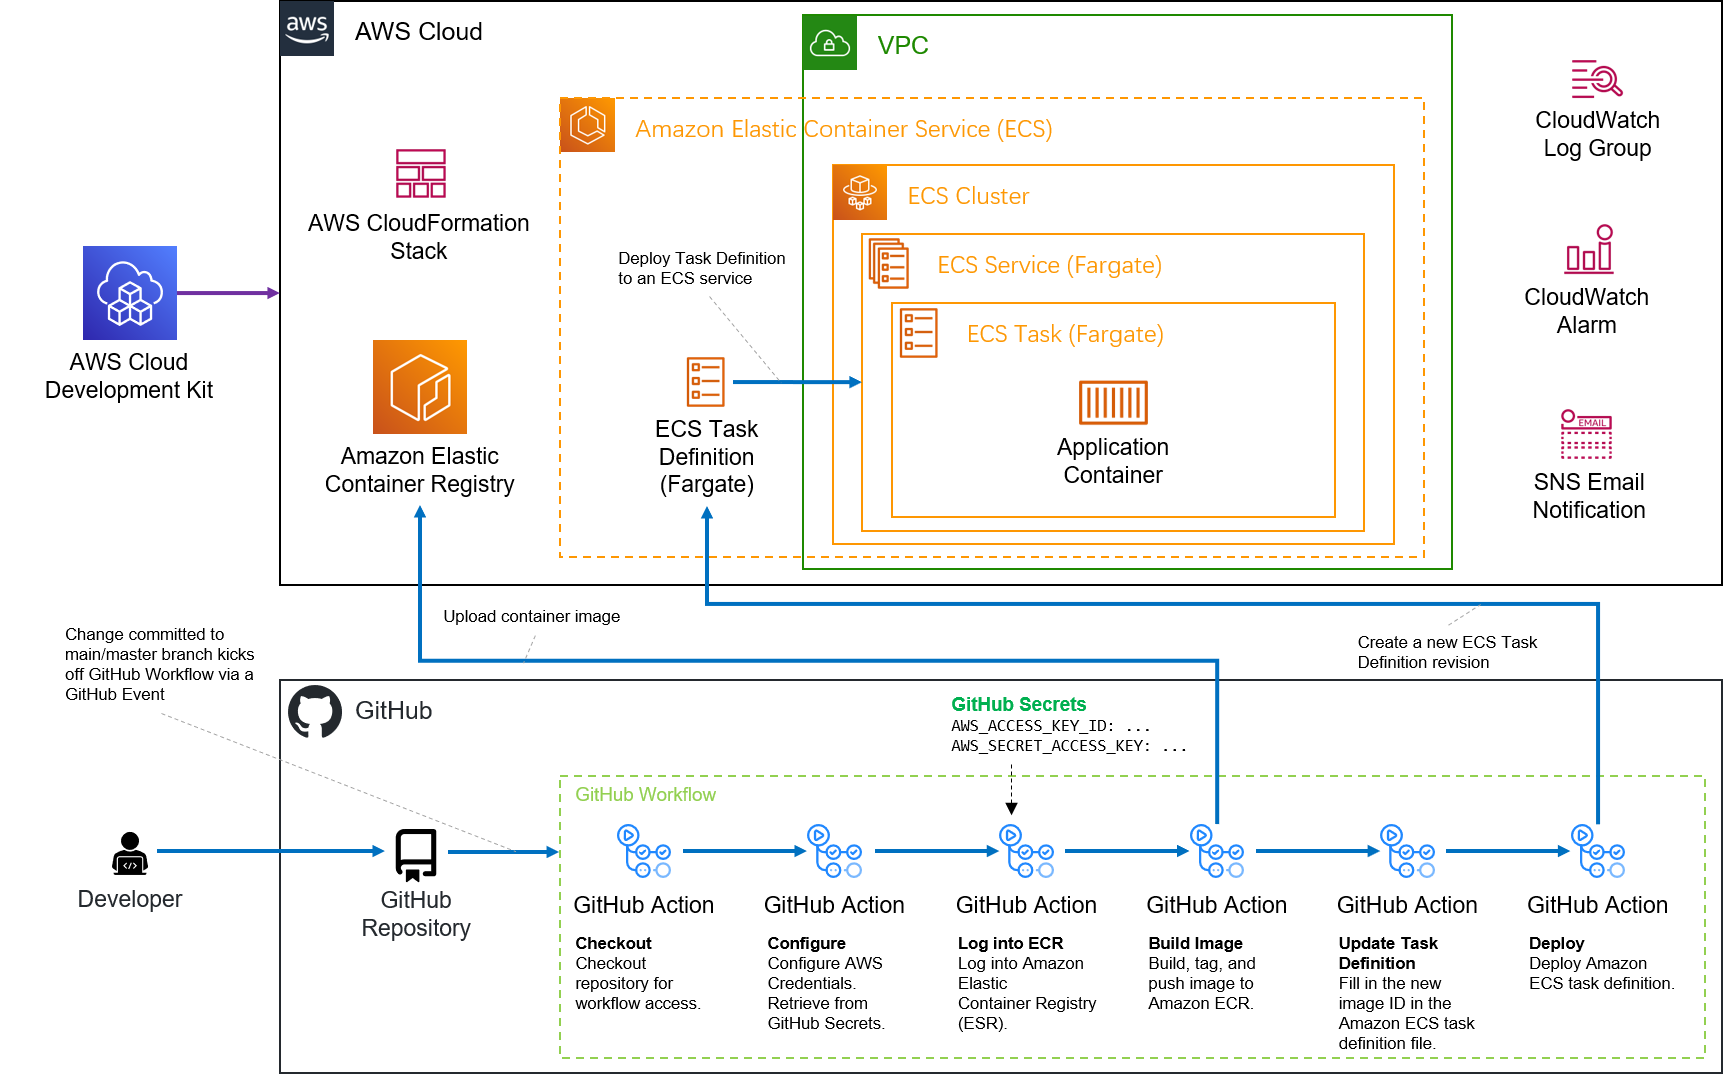 aws
AWS Cloud
VPC
Amazon Elastic Container Service (ECS)
CloudWatch
Log Group
AWS CloudFormation
Stack
ECS Cluster
ECS Service (Fargate)
Deploy Task Definition
to an ECS service
CloudWatch
Alarm
ECS Task (Fargate)
AWS Cloud
Development Kit
Amazon Elastic
Container Registry
ECS Task
Definition
(Fargate)
Application
Container
EMAIL
SNS Email
Notification
Upload container image
Create a new ECS Task
Definition revision
Change committed to
main/master branch kicks
off GitHub Workflow via a
GitHub Event
GitHub
GitHub Secrets
AWS_ACCESS_KEY_ID: ...
AWS_SECRET_ACCESS_KEY: ...
GitHub Workflow
Developer
GitHub
Repository
GitHub Action
Checkout
Checkout
repository for
workflow access.
GitHub Action
Configure
Configure AWS
Credentials.
Retrieve from
GitHub Secrets.
GitHub Action
Log into ECR
Log into Amazon
Elastic
Container Registry
(ESR).
GitHub Action
Build Image
Build, tag, and
push image to
Amazon ECR.
GitHub Action
Update Task
Definition
Fill in the new
image ID in the
Amazon ECS task
definition file.
GitHub Action
Deploy
Deploy Amazon
ECS task definition.